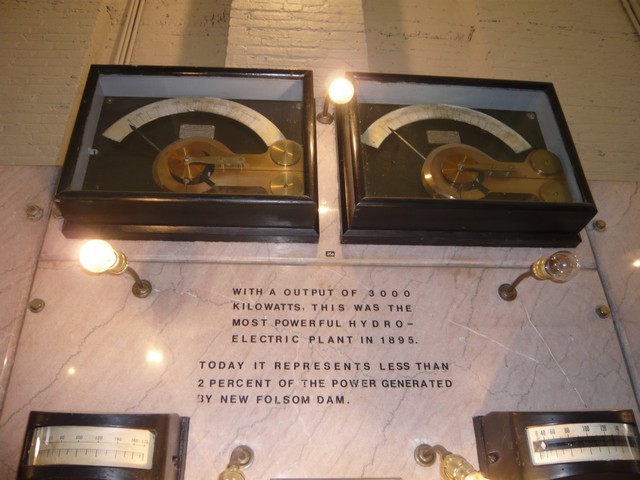 WITH A OUTPUT OF 3000
KILOWATTS, THIS WAS THE
MOST POWERFUL HYDRO-
ELECTRIC PLANT IN 1895.
TODAY IT REPRESENTS LESS THAN
2 PERCENT OF THE POWER GENERATED
BY NEW FOLSOM DAM.